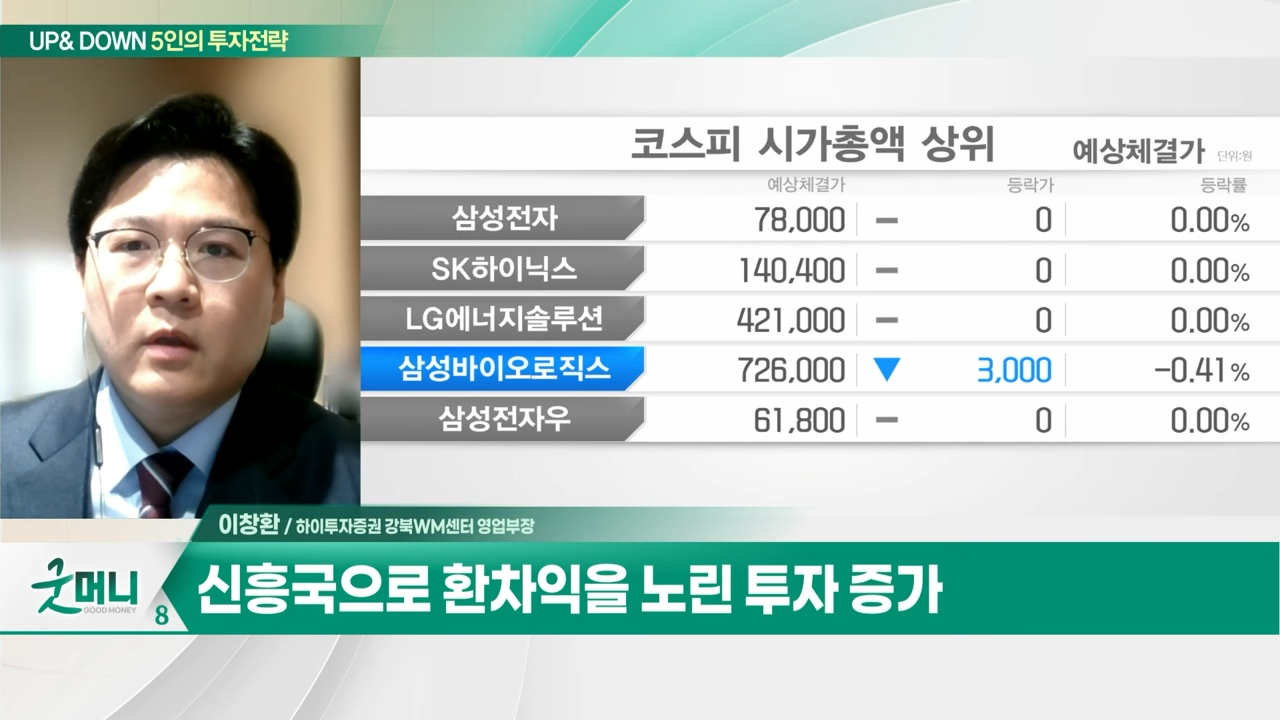 UP& DOWN 5인의 투자전략
코스피 시가총액 상위 예상체결가 단위:원
예상체결가 등락가 등락률
삼성전자 78,000 0 0.00%
SK하이닉스 140,400 0 0.00%
LG에너지솔루션 421,000 0 0.00%
삼성바이오로직스 726,000 ▼ 3,000 -0.41%
삼성전자우 61,800 0 0.00%
이창환 / 하이투자증권 강북WM센터 영업부장
굿머니
GOOD MONEY
8
신흥국으로 환차익을 노린 투자 증가